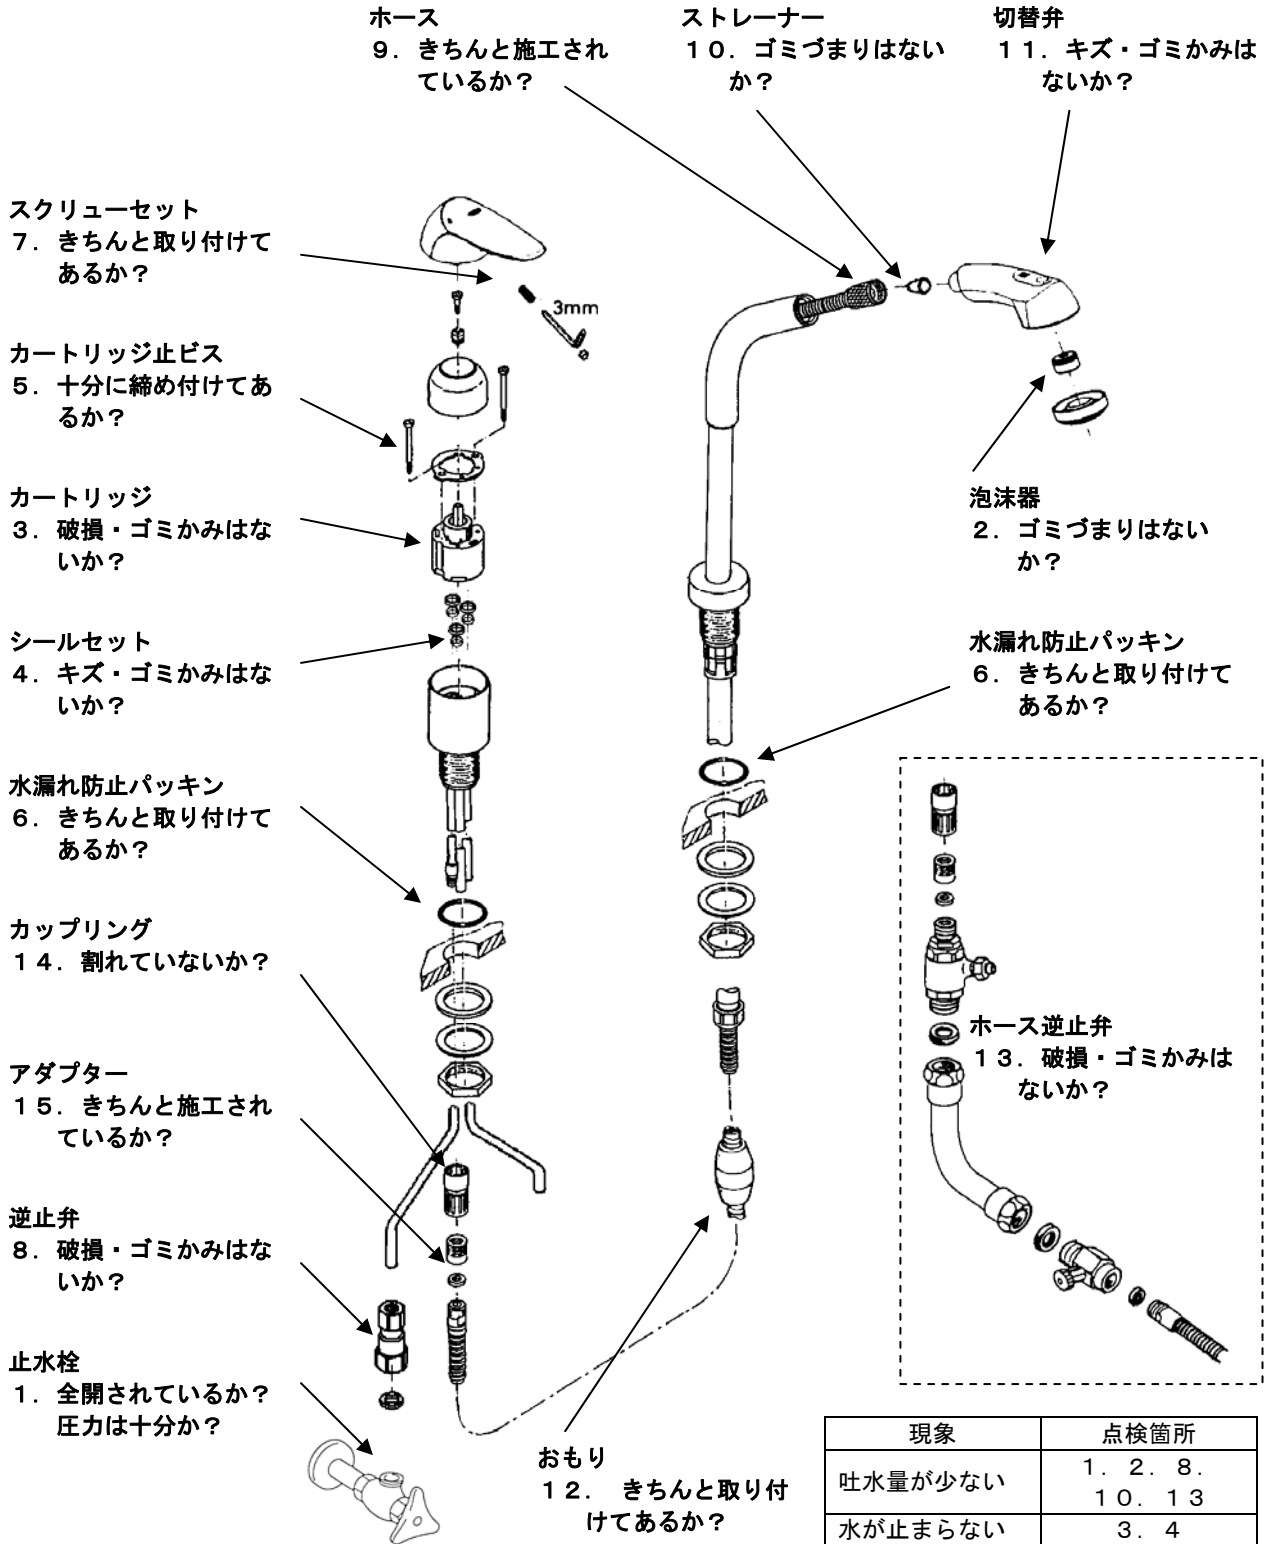 ホース
９．きちんと施工され
ているか？
ストレーナー
１０．ゴミづまりはない
か？
切替弁
１１．キズ・ゴミかみは
ないか？
スクリューセット
７．きちんと取り付けて
あるか？
3mm
カートリッジ止ビス
５．十分に締め付けてあ
るか？
カートリッジ
３．破損・ゴミかみはな
いか？
泡沫器
２．ゴミづまりはない
か？
シールセット
４．キズ・ゴミかみはな
いか？
水漏れ防止パッキン
６．きちんと取り付けて
あるか？
水漏れ防止パッキン
６．きちんと取り付けて
あるか？
カップリング
１４．割れていないか？
ホース逆止弁
１３．破損・ゴミかみは
ないか？
アダプター
１５．きちんと施工され
ているか？
逆止弁
８．破損・ゴミかみはな
いか？
止水栓
１．全開されているか？
圧力は十分か？
おもり
１２．　きちんと取り付
けてあるか？
現象 点検箇所
吐水量が少ない １．２．８．
１０．１３
水が止まらない ３．４